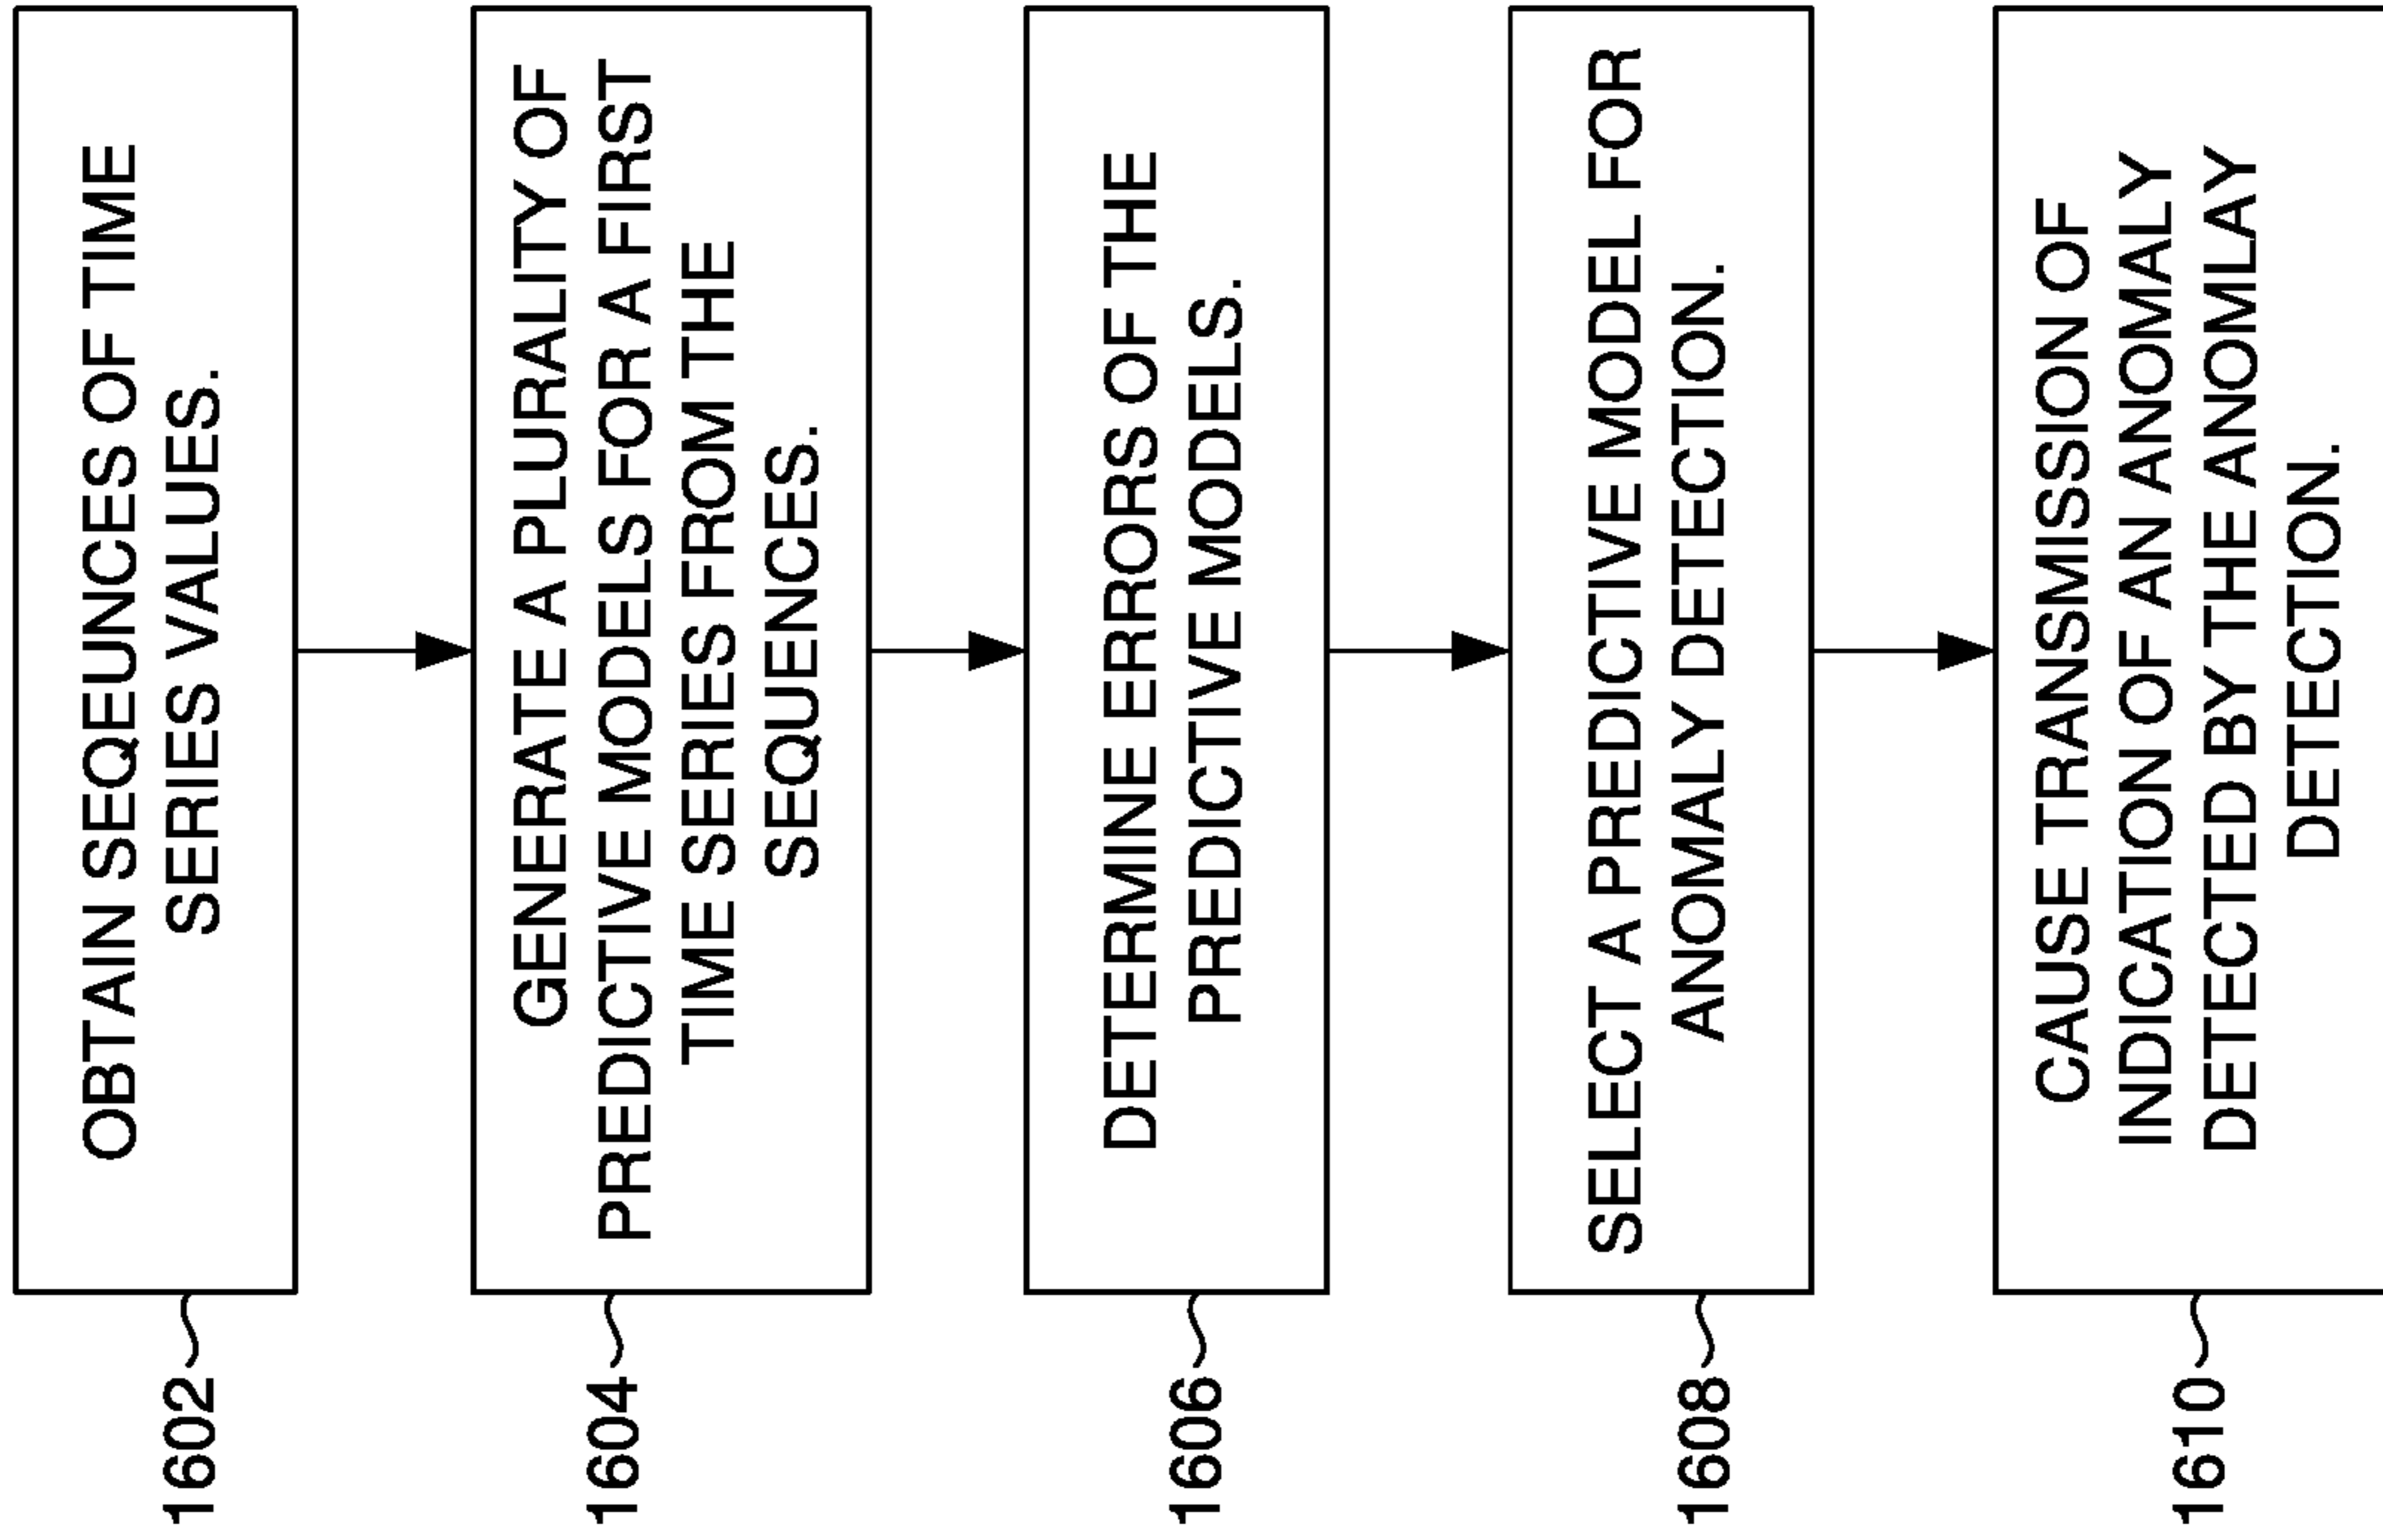 1602
OBTAIN SEQEUNCES OF TIME
SERIES VALUES.
1604
GENERATE A PLURALITY OF
PREDICTIVE MODELS FOR A FIRST
TIME SERIES FROM THE
SEQUENCES.
1606
DETERMINE ERRORS OF THE
PREDICTIVE MODELS.
1608
SELECT A PREDICTIVE MODEL FOR
ANOMALY DETECTION.
1610
CAUSE TRANSMISSION OF
INDICATION OF AN ANOMALY
DETECTED BY THE ANOMLAY
DETECTION.